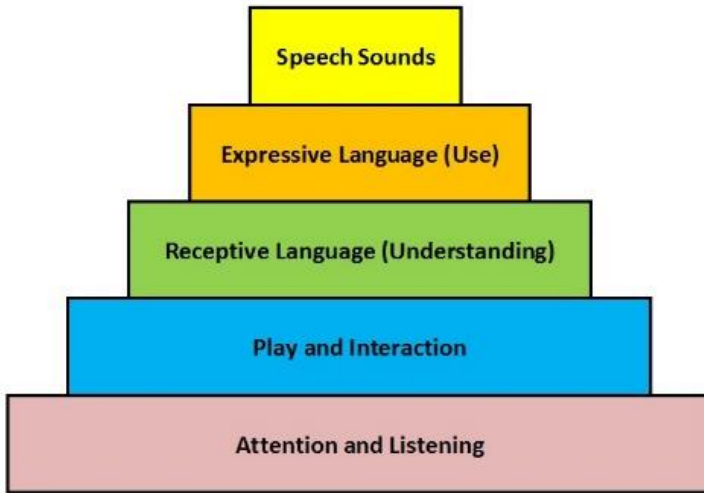 Speech Sounds
Expressive Language (Use)
Receptive Language (Understanding)
Play and Interaction
Attention and Listening